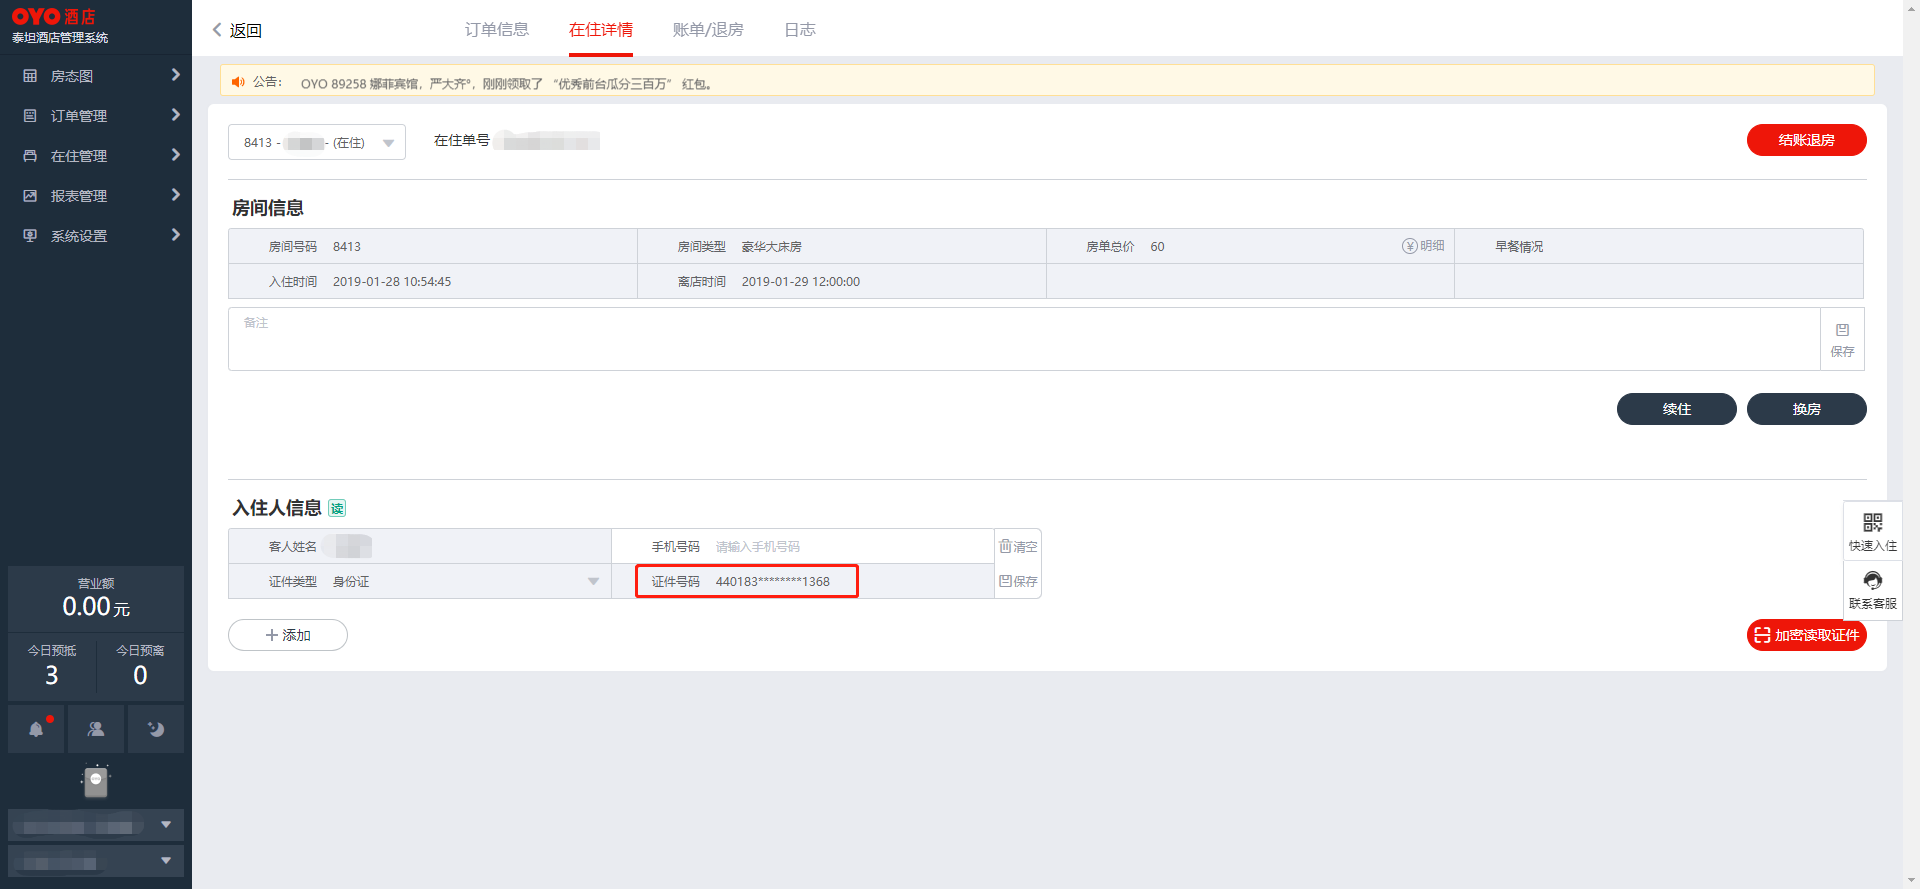 OYO 酒店
泰坦酒店管理系统
房态图
订单管理
在住管理
报表管理
系统设置
营业额
0.00 元
今日预抵 今日预离
3 0
返回 订单信息 在住详情 账单/退房 日志
公告： OYO 89258 娜菲宾馆，严大齐°，刚刚领取了 “优秀前台瓜分三百万” 红包。
8413 - - (在住) 在住单号 结账退房
房间信息
房间号码 8413 房间类型 豪华大床房 房单总价 60 明细 早餐情况
入住时间 2019-01-28 10:54:45 离店时间 2019-01-29 12:00:00
备注
保存
续住 换房
入住人信息 读
客人姓名 手机号码 请输入手机号码 清空
证件类型 身份证 证件号码 440183********1368 保存
添加 加密读取证件
快速入住
联系客服